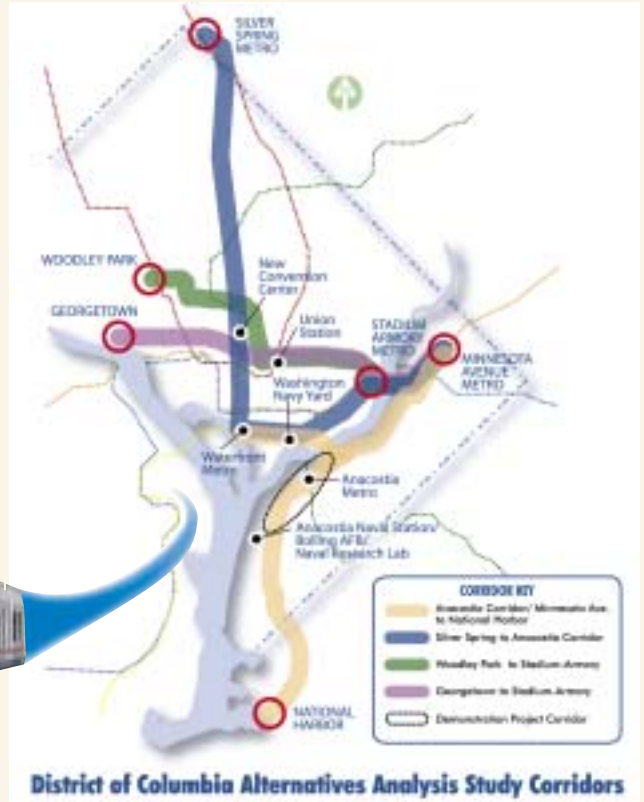 SILVER
SPRING
METRO
WOODLEY PARK
New
Convention
Center
GEORGETOWN
Union
Station
STADIUM
ARMORY
METRO
MINNESOTA
AVENUE
METRO
Washington
Navy Yard
Waterfront
Metro
Anacostia
Metro
Anacostia Naval Station/
Bolling AFB/
Naval Research Lab
NATIONAL
HARBOR
CORRIDOR KEY
Anacostia Corridor/ Minnesota Ave.
to National Harbor
Silver Spring to Anacostia Corridor
Woodley Park to Stadium-Armory
Georgetown to Stadium-Armory
Demonstration Project Corridor
District of Columbia Alternatives Analysis Study Corridors